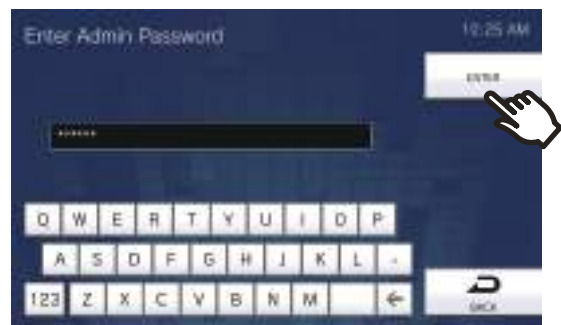 Enter Admin Password
10:25 AM
ENTER
******
Q W E R T Y U I O P
A S D F G H J K L -
123 Z X C V B N M ←
BACK